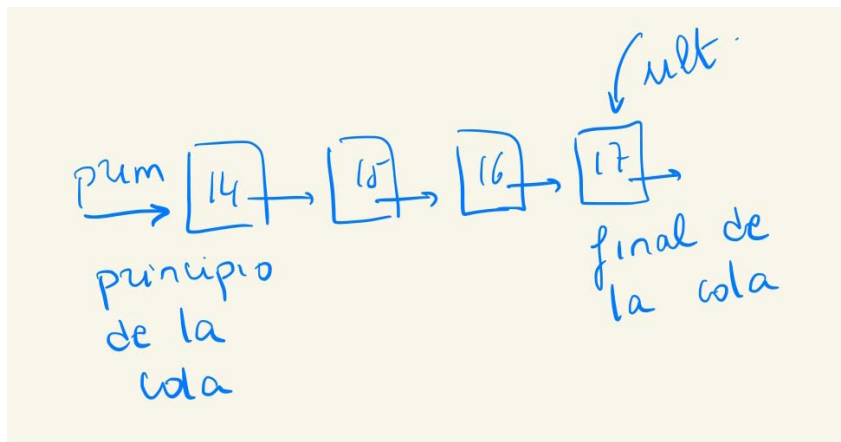 ult.
prim
14 15 16 17
principio
de la
cola
final de
la cola